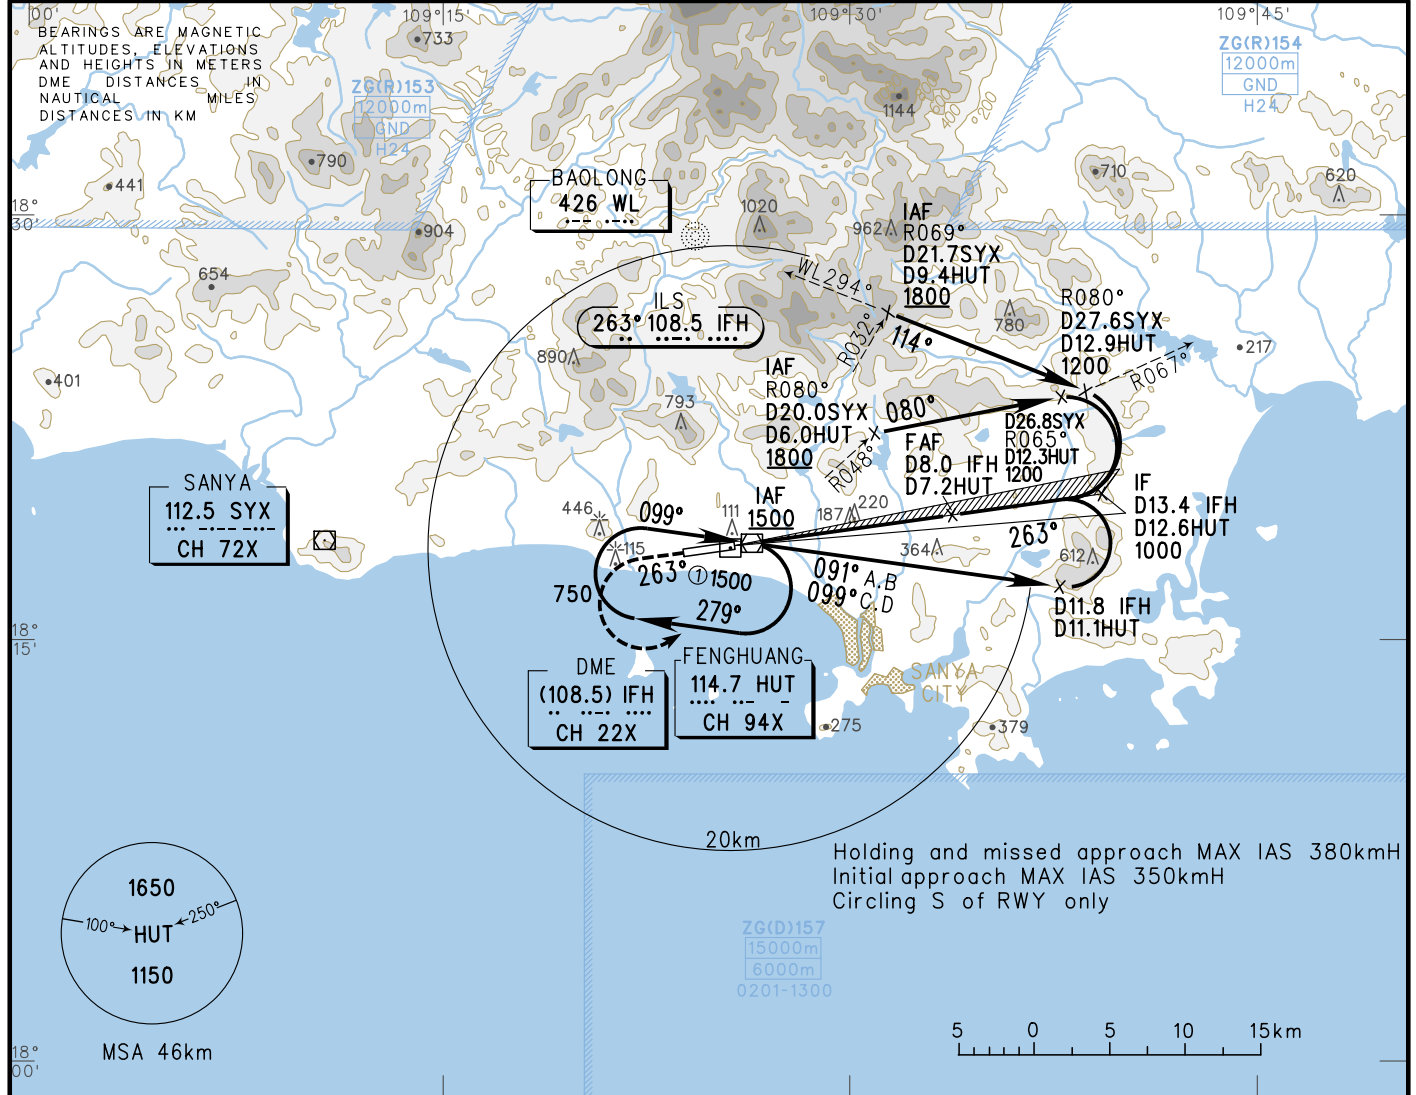 00'
109°15'
109°30'
109°45'
BEARINGS ARE MAGNETIC
ALTITUDES, ELEVATIONS
AND HEIGHTS IN METERS
DME DISTANCES IN
NAUTICAL MILES
DISTANCES IN KM
733
ZG(R)153
12000m
GND
H24
ZG(R)154
12000m
GND
H24
1144
400
200
790
441
710
620
18°
30'
904
654
BAOLONG
426 WL
1020
962
IAF
R069°
D21.7SYX
D9.4HUT
1800
WL294°
ILS
263° 108.5 IFH
R032°
114°
780
R080°
D27.6SYX
D12.9HUT
1200
R067°
217
890
401
793
IAF
R080°
D20.0SYX
D6.0HUT
1800
080°
R048°
FAF
D8.0 IFH
D7.2HUT
D26.8SYX
R065°
D12.3HUT
1200
IF
D13.4 IFH
D12.6HUT
1000
SANYA
112.5 SYX
CH 72X
446
099°
111
IAF
1500
187
220
115
263°
① 1500
364
263°
612
091° A.B
099° C.D
750
279°
D11.8 IFH
D11.1HUT
18°
15'
DME
(108.5) IFH
CH 22X
FENGHUANG
114.7 HUT
CH 94X
SANYA
CITY
275
379
20km
Holding and missed approach MAX IAS 380kmH
Initial approach MAX IAS 350kmH
Circling S of RWY only
1650
100°
250°
HUT
1150
MSA 46km
ZG(D)157
15000m
6000m
0201-1300
5 0 5 10 15km
18°
00'